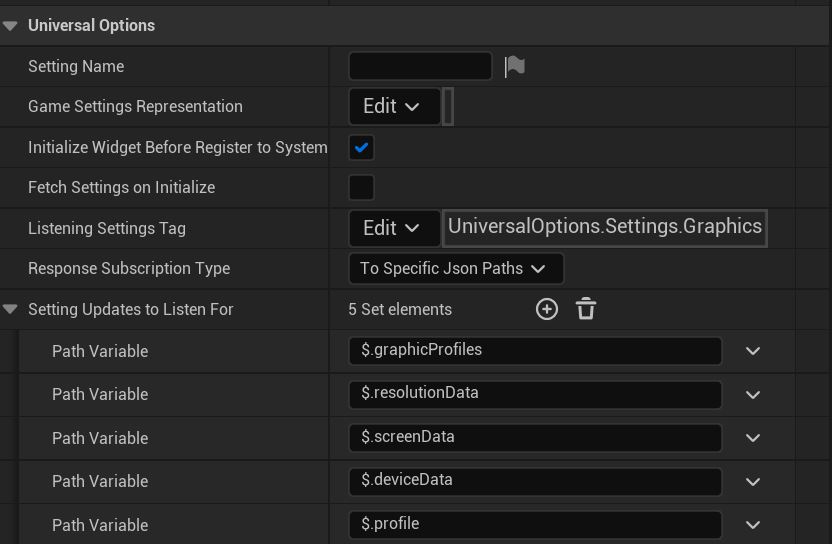 Universal Options
Setting Name
Game Settings Representation Edit
Initialize Widget Before Register to System
Fetch Settings on Initialize
Listening Settings Tag Edit UniversalOptions.Settings.Graphics
Response Subscription Type To Specific Json Paths
Setting Updates to Listen For 5 Set elements
Path Variable $.graphicProfiles
Path Variable $.resolutionData
Path Variable $.screenData
Path Variable $.deviceData
Path Variable $.profile